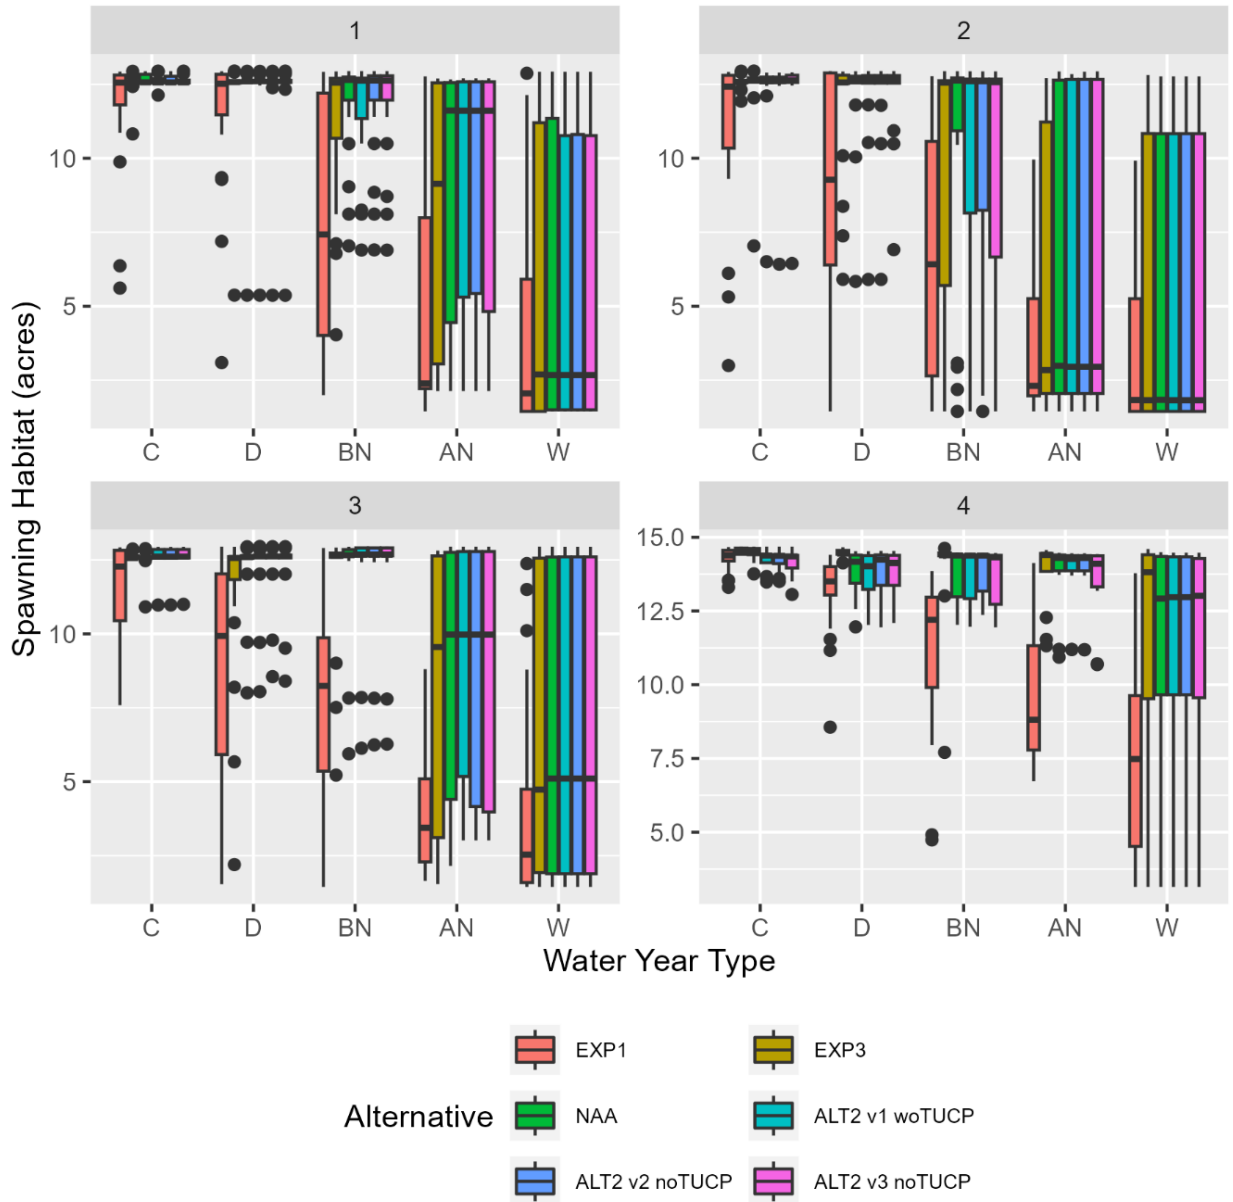 1
2
10
5
10
5
C D BN AN W
C D BN AN W
3
4
10
5
15.0
12.5
10.0
7.5
5.0
C D BN AN W
C D BN AN W
Spawning Habitat (acres)
Water Year Type
Alternative
EXP1
EXP3
NAA
ALT2 v1 woTUCP
ALT2 v2 noTUCP
ALT2 v3 noTUCP